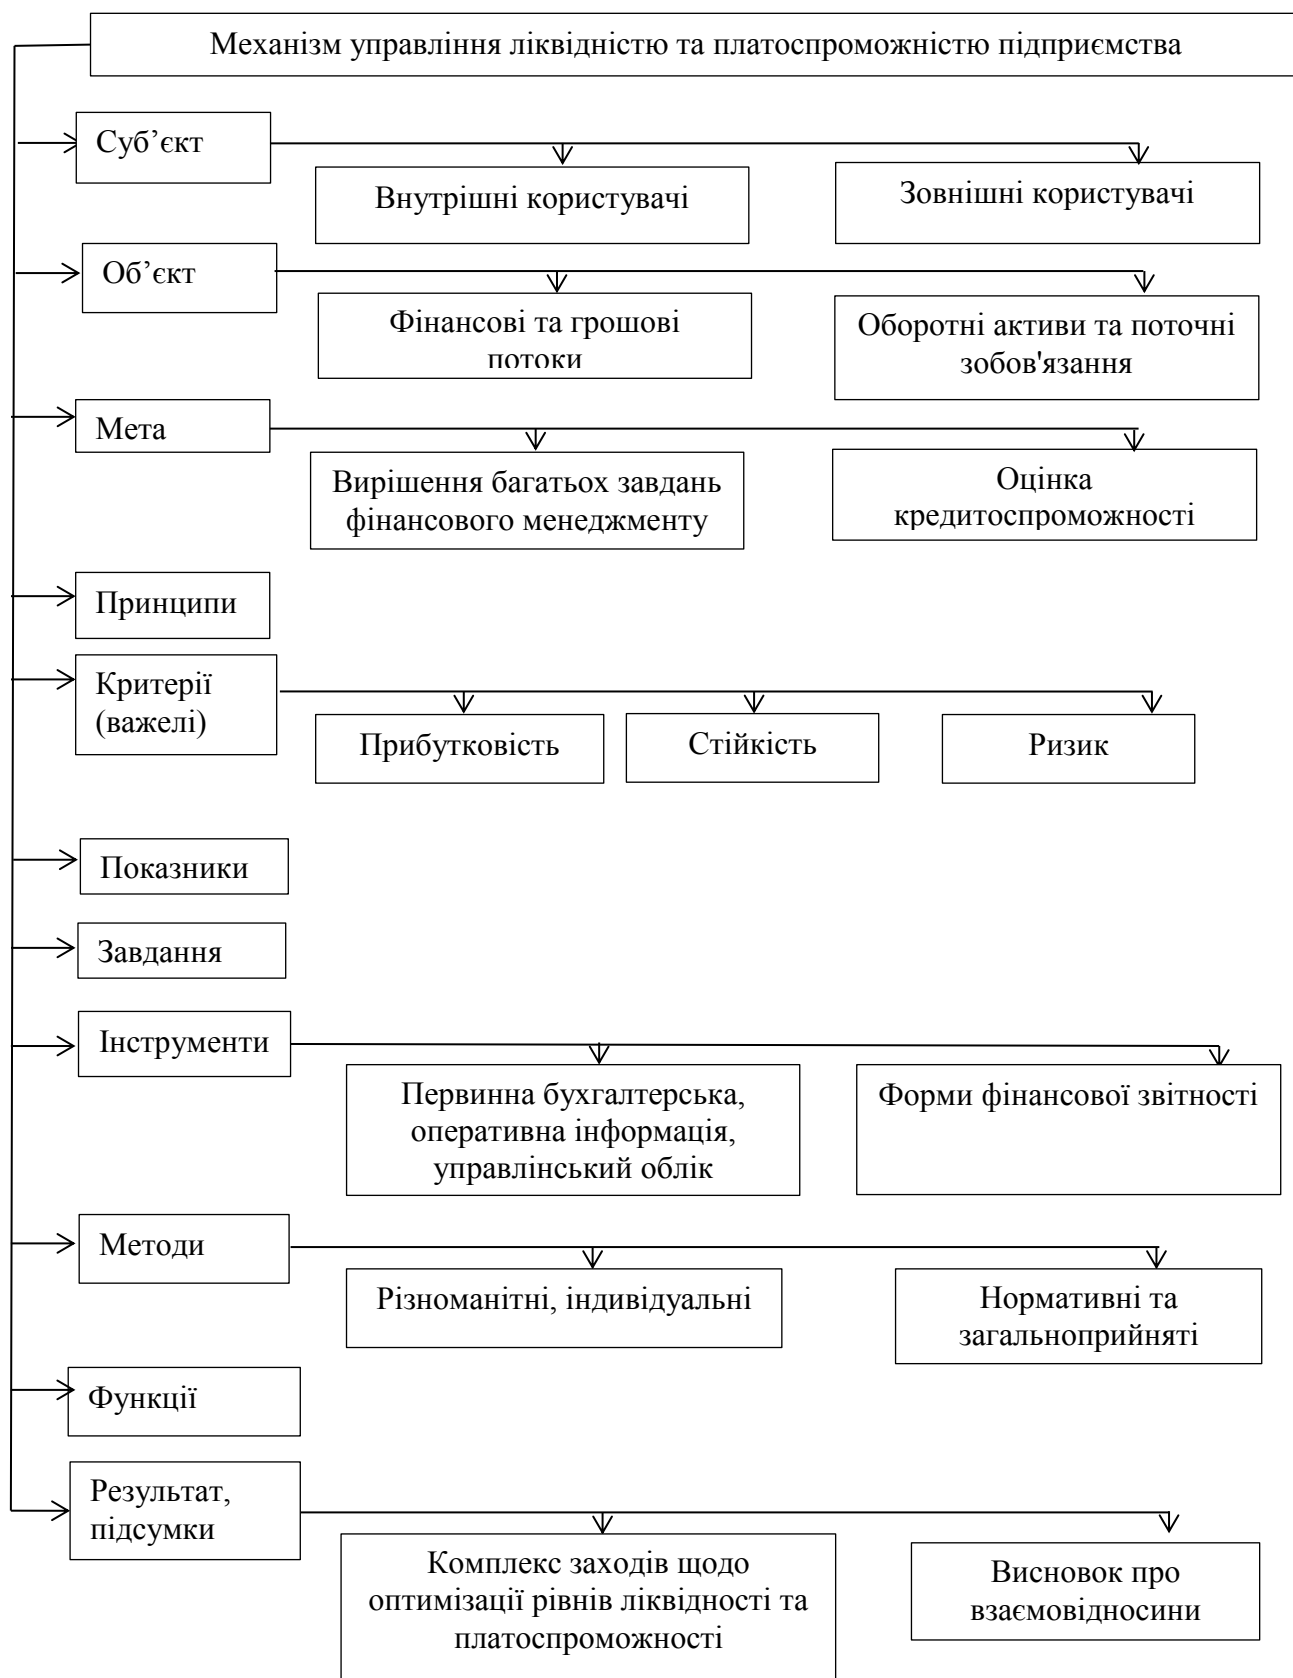 Механізм управління ліквідністю та платоспроможністю підприємства
Суб’єкт
Внутрішні користувачі
Зовнішні користувачі
Об’єкт
Фінансові та грошові
потоки
Оборотні активи та поточні
зобов'язання
Мета
Вирішення багатьох завдань
фінансового менеджменту
Оцінка
кредитоспроможності
Принципи
Критерії
(важелі)
Прибутковість
Стійкість
Ризик
Показники
Завдання
Інструменти
Первинна бухгалтерська,
оперативна інформація,
управлінський облік
Форми фінансової звітності
Методи
Різноманітні, індивідуальні
Нормативні та
загальноприйняті
Функції
Результат,
підсумки
Комплекс заходів щодо
оптимізації рівнів ліквідності та
платоспроможності
Висновок про
взаємовідносини